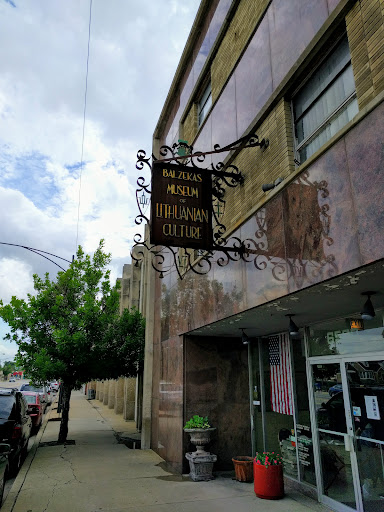 BALZEKAS
MUSEUM
OF
LITHUANIAN
CULTURE